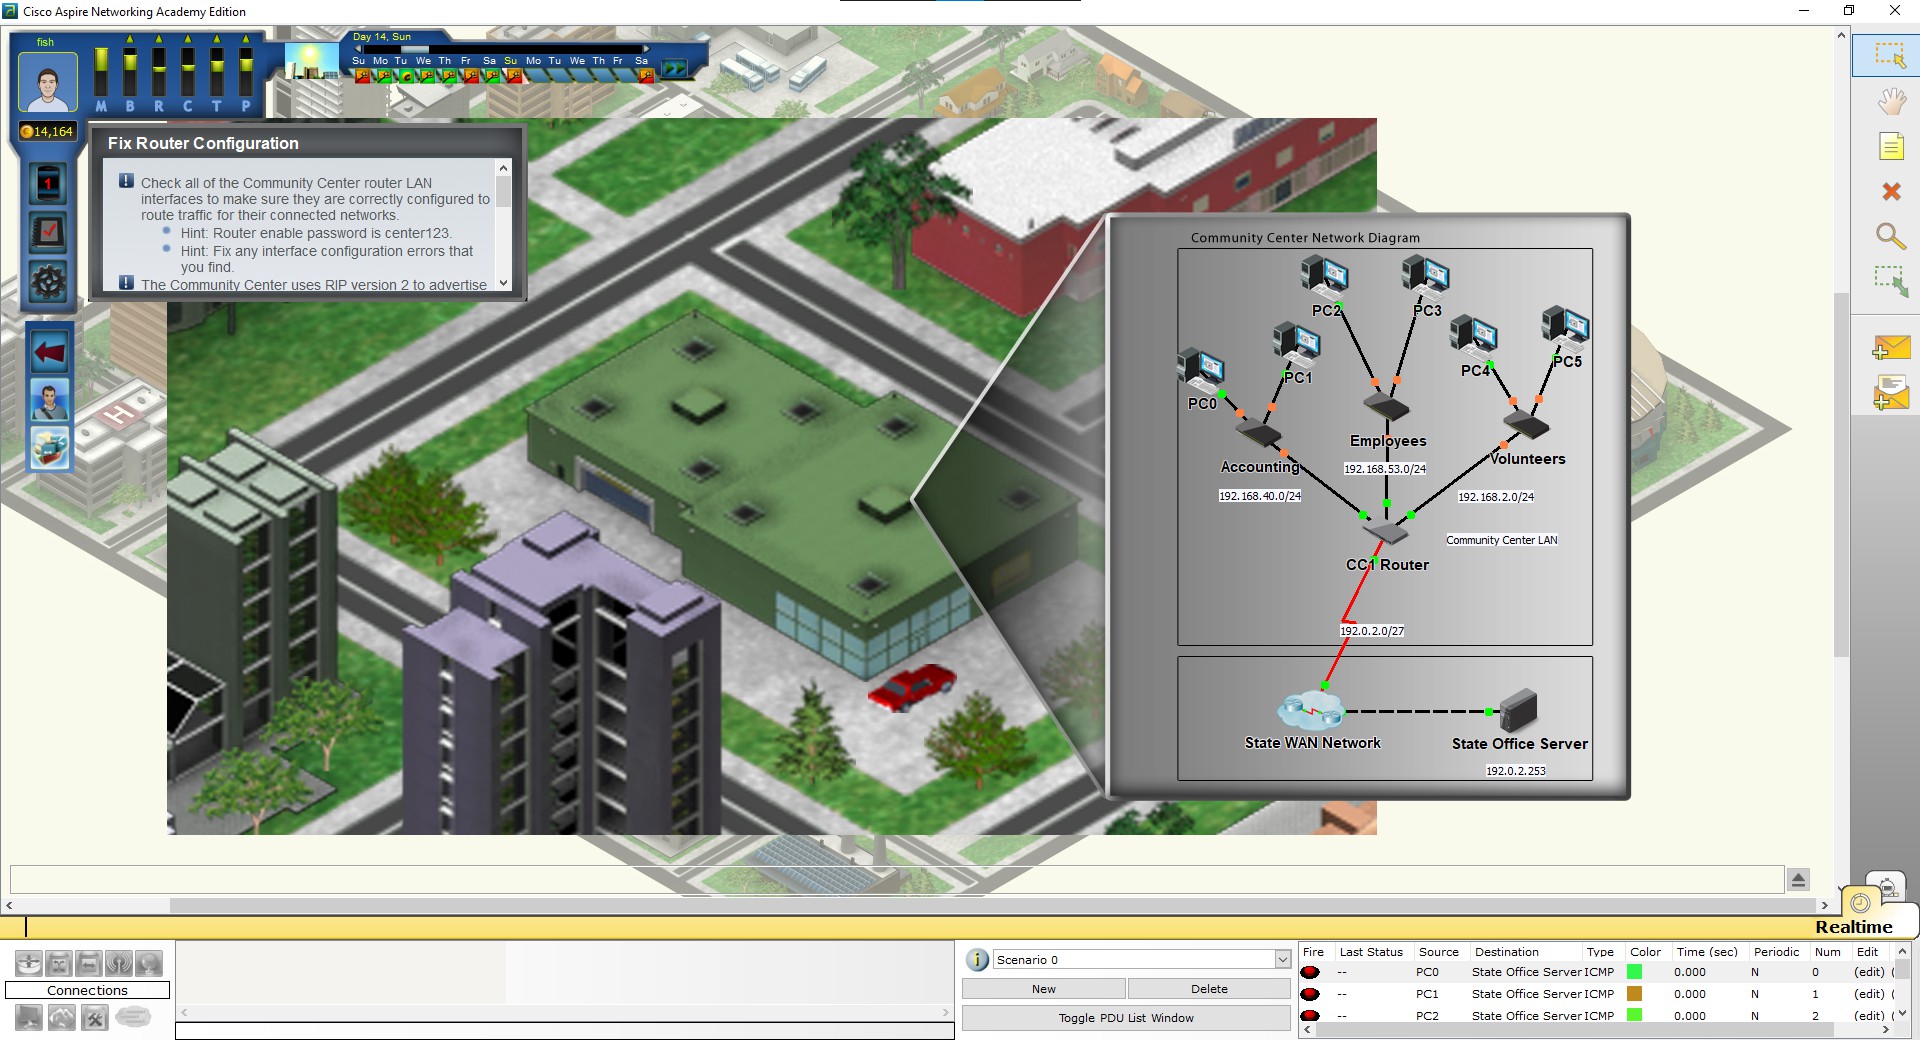 Cisco Aspire Networking Academy Edition
fish
Day 14, Sun
Su Mo Tu We Th Fr Sa Su Mo Tu We Th Fr Sa
M B R C T P
14,164
1
Fix Router Configuration
Check all of the Community Center router LAN
interfaces to make sure they are correctly configured to
route traffic for their connected networks.
Hint: Router enable password is center123.
Hint: Fix any interface configuration errors that
you find.
The Community Center uses RIP version 2 to advertise
H
Community Center Network Diagram
PC2
PC3
PC1
PC4
PC5
PC0
Employees
Accounting
192.168.53.0/24
Volunteers
192.168.40.0/24
192.168.2.0/24
Community Center LAN
CC1 Router
192.0.2.0/27
State WAN Network
State Office Server
192.0.2.253
Realtime
Connections
Scenario 0
New
Delete
Toggle PDU List Window
Fire Last Status Source Destination Type Color Time (sec) Periodic Num Edit
-- PC0 State Office Server ICMP 0.000 N 0 (edit) (
-- PC1 State Office Server ICMP 0.000 N 1 (edit) (
-- PC2 State Office Server ICMP 0.000 N 2 (edit) (